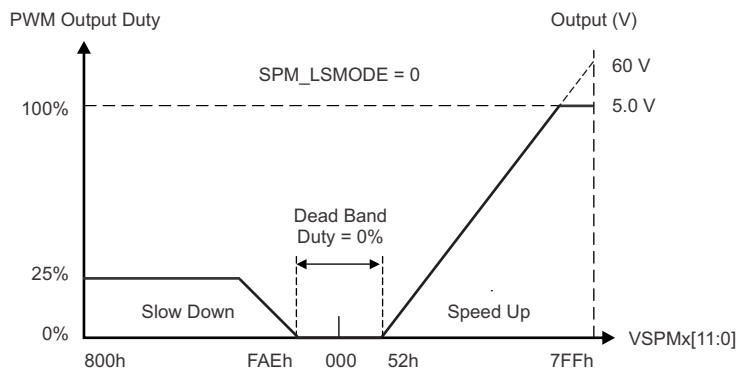 PWM Output Duty
Output (V)
SPM_LSMODE = 0
60 V
100%
5.0 V
Dead Band
Duty = 0%
25%
Slow Down
Speed Up
0%
VSPMx[11:0]
800h
FAEh
000
52h
7FFh